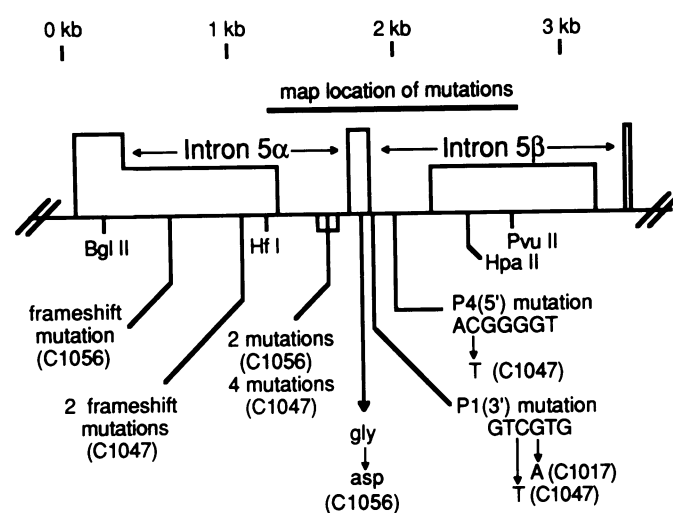 0 kb 1 kb 2 kb 3 kb
map location of mutations
Intron 5α Intron 5β
Bgl II Hf I Pvu II
Hpa II
frameshift
mutation
(C1056)
2 frameshift
mutations
(C1047)
2 mutations
(C1056)
4 mutations
(C1047)
gly
asp
(C1056)
P4(5') mutation
ACGGGGT
T (C1047)
P1(3') mutation
GTCGTG
A (C1017)
T (C1047)